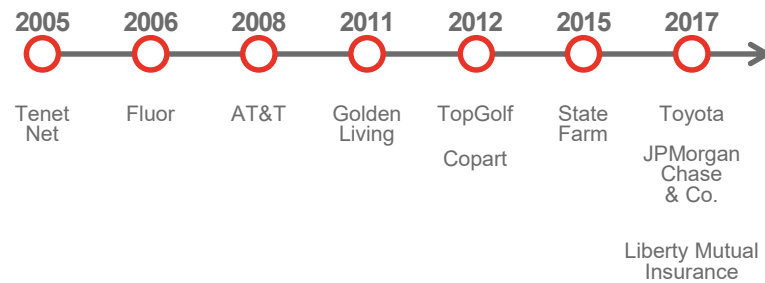 2005 2006 2008 2011 2012 2015 2017
Tenet
Net
Fluor
AT&T
Golden
Living
TopGolf
Copart
State
Farm
Toyota
JPMorgan
Chase
& Co.
Liberty Mutual
Insurance